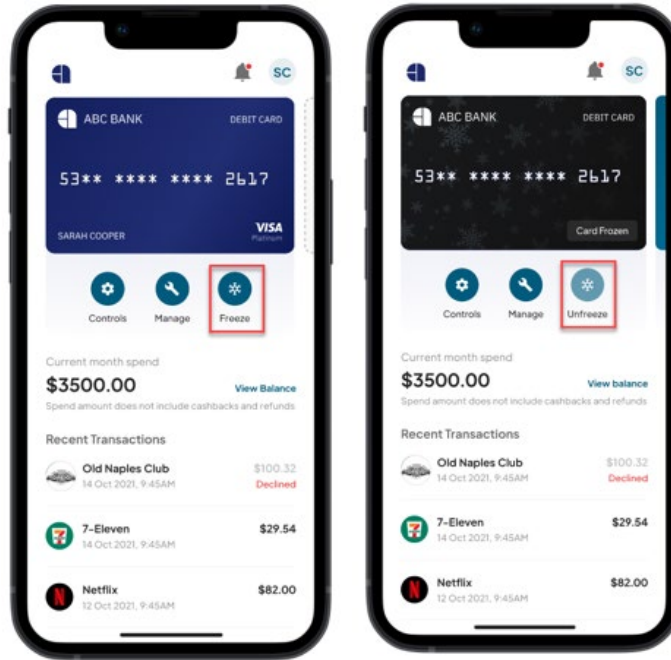 SC
ABC BANK
DEBIT CARD
53** **** **** 2617
SARAH COOPER
VISA
Platinum
Controls
Manage
Freeze
Current month spend
$3500.00
View Balance
Spend amount does not include cashbacks and refunds
Recent Transactions
Old Naples Club
$100.32
14 Oct 2021, 9:45AM
Declined
7-Eleven
$29.54
14 Oct 2021, 9:45AM
Netflix
$82.00
12 Oct 2021, 9:45AM
SC
ABC BANK
DEBIT CARD
53** **** **** 2617
Card Frozen
Controls
Manage
Unfreeze
Current month spend
$3500.00
View balance
Spend amount does not include cashbacks and refunds
Recent Transactions
Old Naples Club
$100.32
14 Oct 2021, 9:45AM
Declined
7-Eleven
$29.54
14 Oct 2021, 9:45AM
Netflix
$82.00
12 Oct 2021, 9:45AM